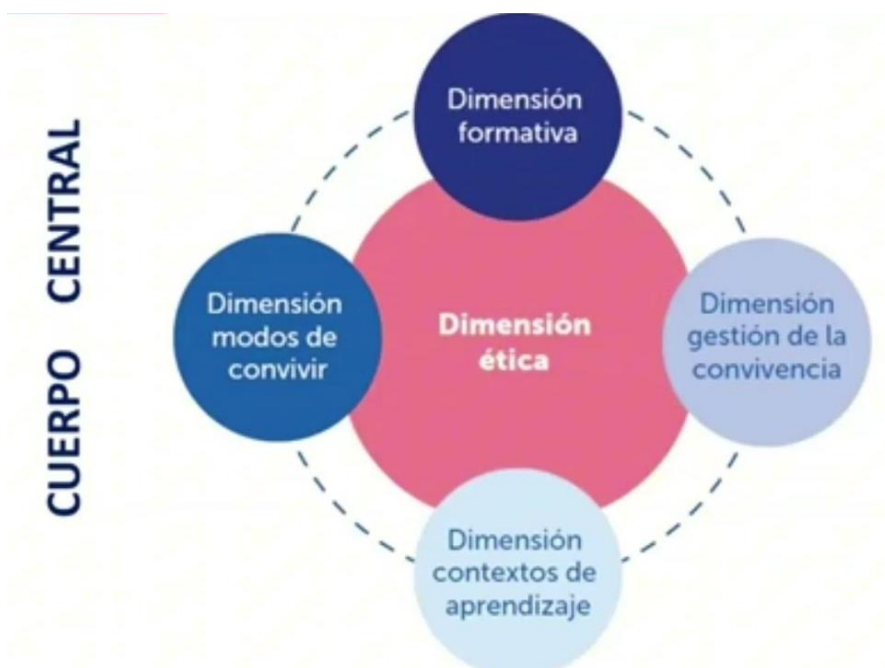 CUERPO CENTRAL
Dimensión
formativa
Dimensión
modos de
convivir
Dimensión
ética
Dimensión
gestión de la
convivencia
Dimensión
contextos de
aprendizaje